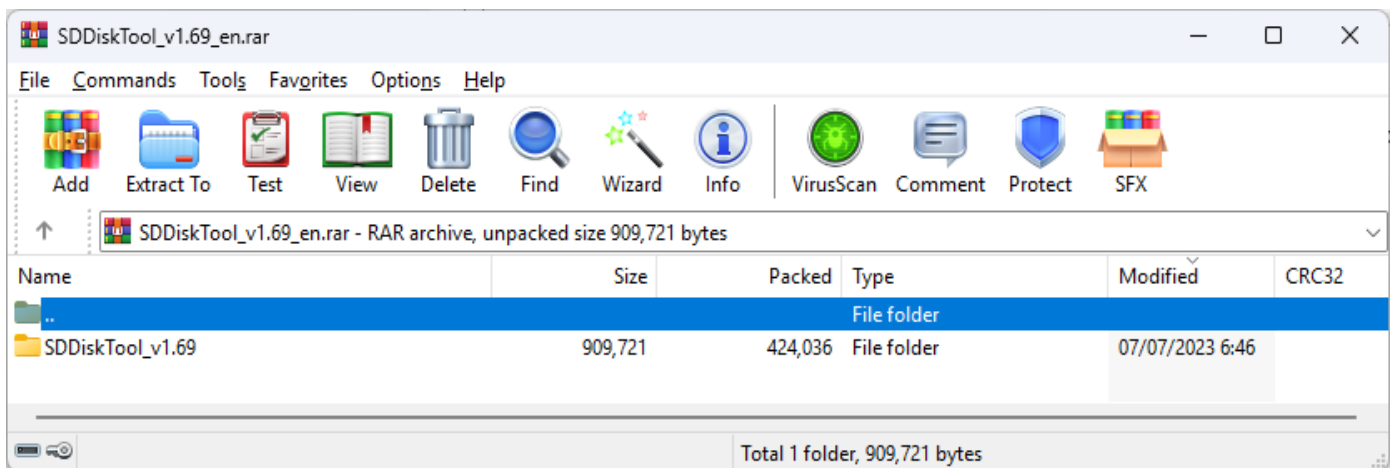 SDDiskTool_v1.69_en.rar
File Commands Tools Favorites Options Help
Add Extract To Test View Delete Find Wizard Info VirusScan Comment Protect SFX
SDDiskTool_v1.69_en.rar - RAR archive, unpacked size 909,721 bytes
Name Size Packed Type Modified CRC32
.. File folder
SDDiskTool_v1.69 909,721 424,036 File folder 07/07/2023 6:46
Total 1 folder, 909,721 bytes